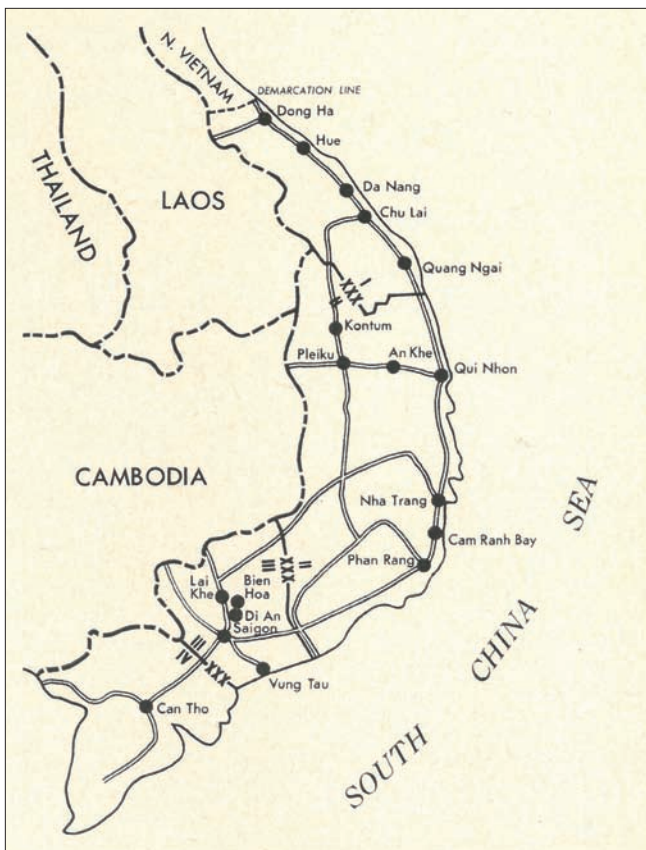 N. VIETNAM
DEMARCATION LINE
Dong Ha
Hue
THAILAND
LAOS
Da Nang
Chu Lai
Quang Ngai
XXX
I
II
Kontum
Pleiku
An Khe
Qui Nhon
CAMBODIA
SEA
Nha Trang
Cam Ranh Bay
Phan Rang
III
XXX
II
Lai
Khe
Bien
Hoa
Di An
Saigon
III
IV
XXX
Vung Tau
Can Tho
CHINA
SOUTH